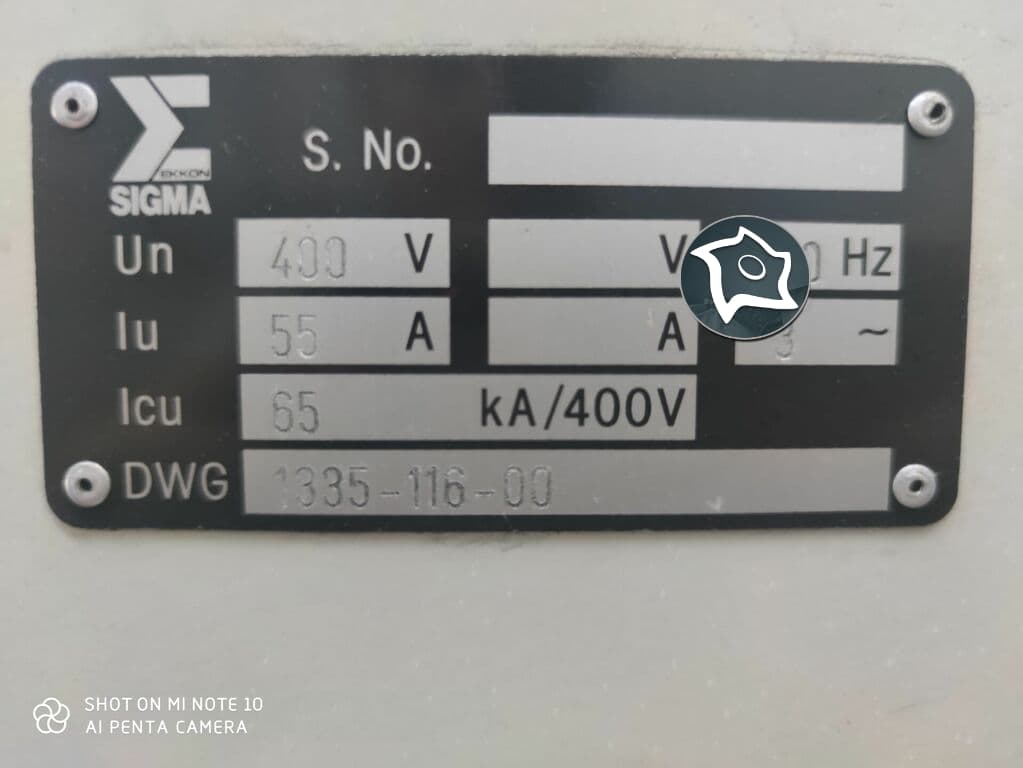 EKKON
SIGMA
S. No.
Un 400 V V Hz
Iu 55 A A 3 ~
Icu 65 kA/400V
DWG 1335-116-00
SHOT ON MI NOTE 10
AI PENTA CAMERA